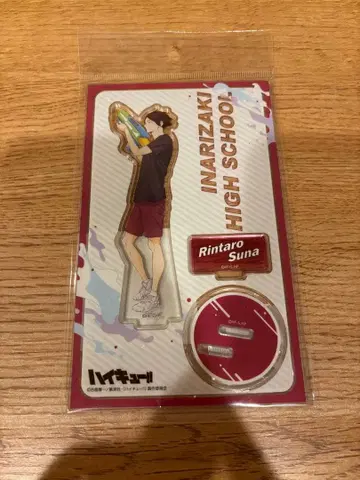 INARIZAKI
HIGH SCHOOL
Rintaro
Suna
ハイキュー!!